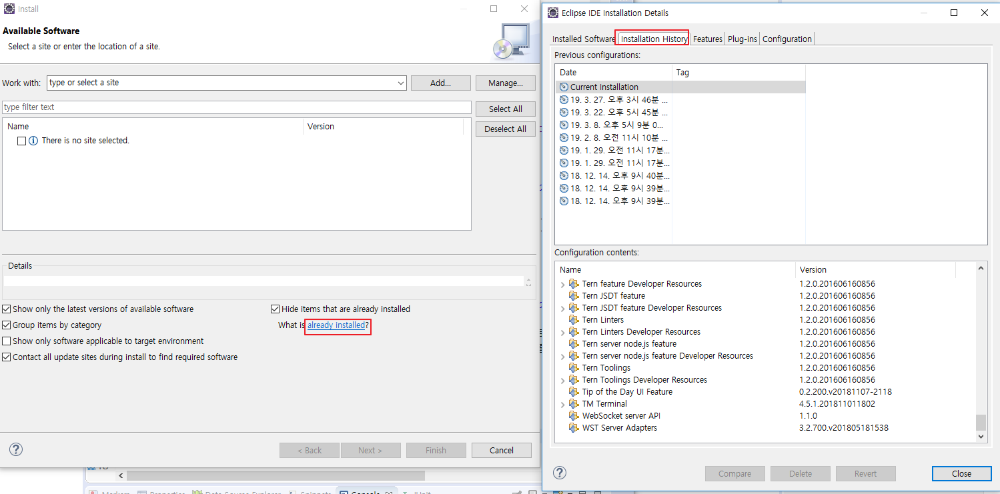 Install
Available Software
Select a site or enter the location of a site.
Work with:
type or select a site
Add...
Manage...
type filter text
Select All
Deselect All
Name
Version
There is no site selected.
Details
Show only the latest versions of available software
Hide items that are already installed
Group items by category
What is already installed?
Show only software applicable to target environment
Contact all update sites during install to find required software
< Back
Next >
Finish
Cancel
Console
Eclipse IDE Installation Details
Installed Software
Installation History
Features
Plug-ins
Configuration
Previous configurations:
Date
Tag
Current Installation
19. 3. 27. 오후 3시 46분 ...
19. 3. 22. 오후 5시 45분 ...
19. 3. 8. 오후 5시 9분 0...
19. 2. 8. 오전 11시 10분 ...
19. 1. 29. 오전 11시 17분...
19. 1. 29. 오전 11시 17분...
18. 12. 14. 오후 9시 40분...
18. 12. 14. 오후 9시 39분...
18. 12. 14. 오후 9시 39분...
Configuration contents:
Name
Version
Tern feature Developer Resources 1.2.0.201606160856
Tern JSDT feature 1.2.0.201606160856
Tern JSDT feature Developer Resources 1.2.0.201606160856
Tern Linters 1.2.0.201606160856
Tern Linters Developer Resources 1.2.0.201606160856
Tern server node.js feature 1.2.0.201606160856
Tern server node.js feature Developer Resources 1.2.0.201606160856
Tern Toolings 1.2.0.201606160856
Tern Toolings Developer Resources 1.2.0.201606160856
Tip of the Day UI Feature 0.2.200.v20181107-2118
TM Terminal 4.5.1.201811011802
WebSocket server API 1.1.0
WST Server Adapters 3.2.700.v201805181538
Compare
Delete
Revert
Close